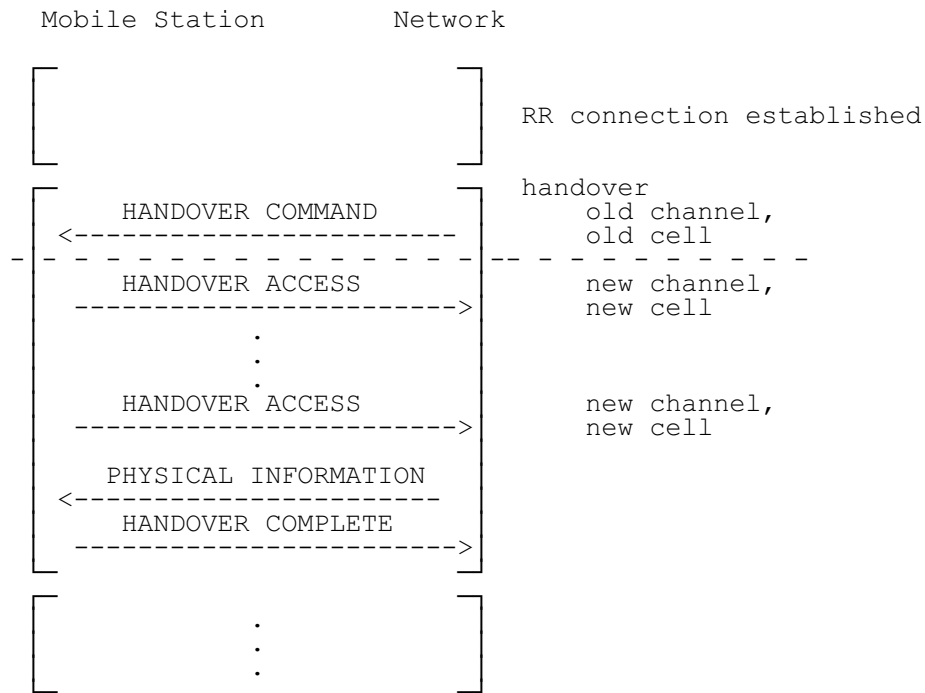 Mobile Station Network
RR connection established
handover
HANDOVER COMMAND old channel,
<------------------------ old cell
- - - - - - - - - - - - - - - -- - - - - - - - - -
HANDOVER ACCESS new channel,
------------------------> new cell
.
.
.
HANDOVER ACCESS new channel,
------------------------> new cell
PHYSICAL INFORMATION
<-----------------------
HANDOVER COMPLETE
------------------------>
.
.
.